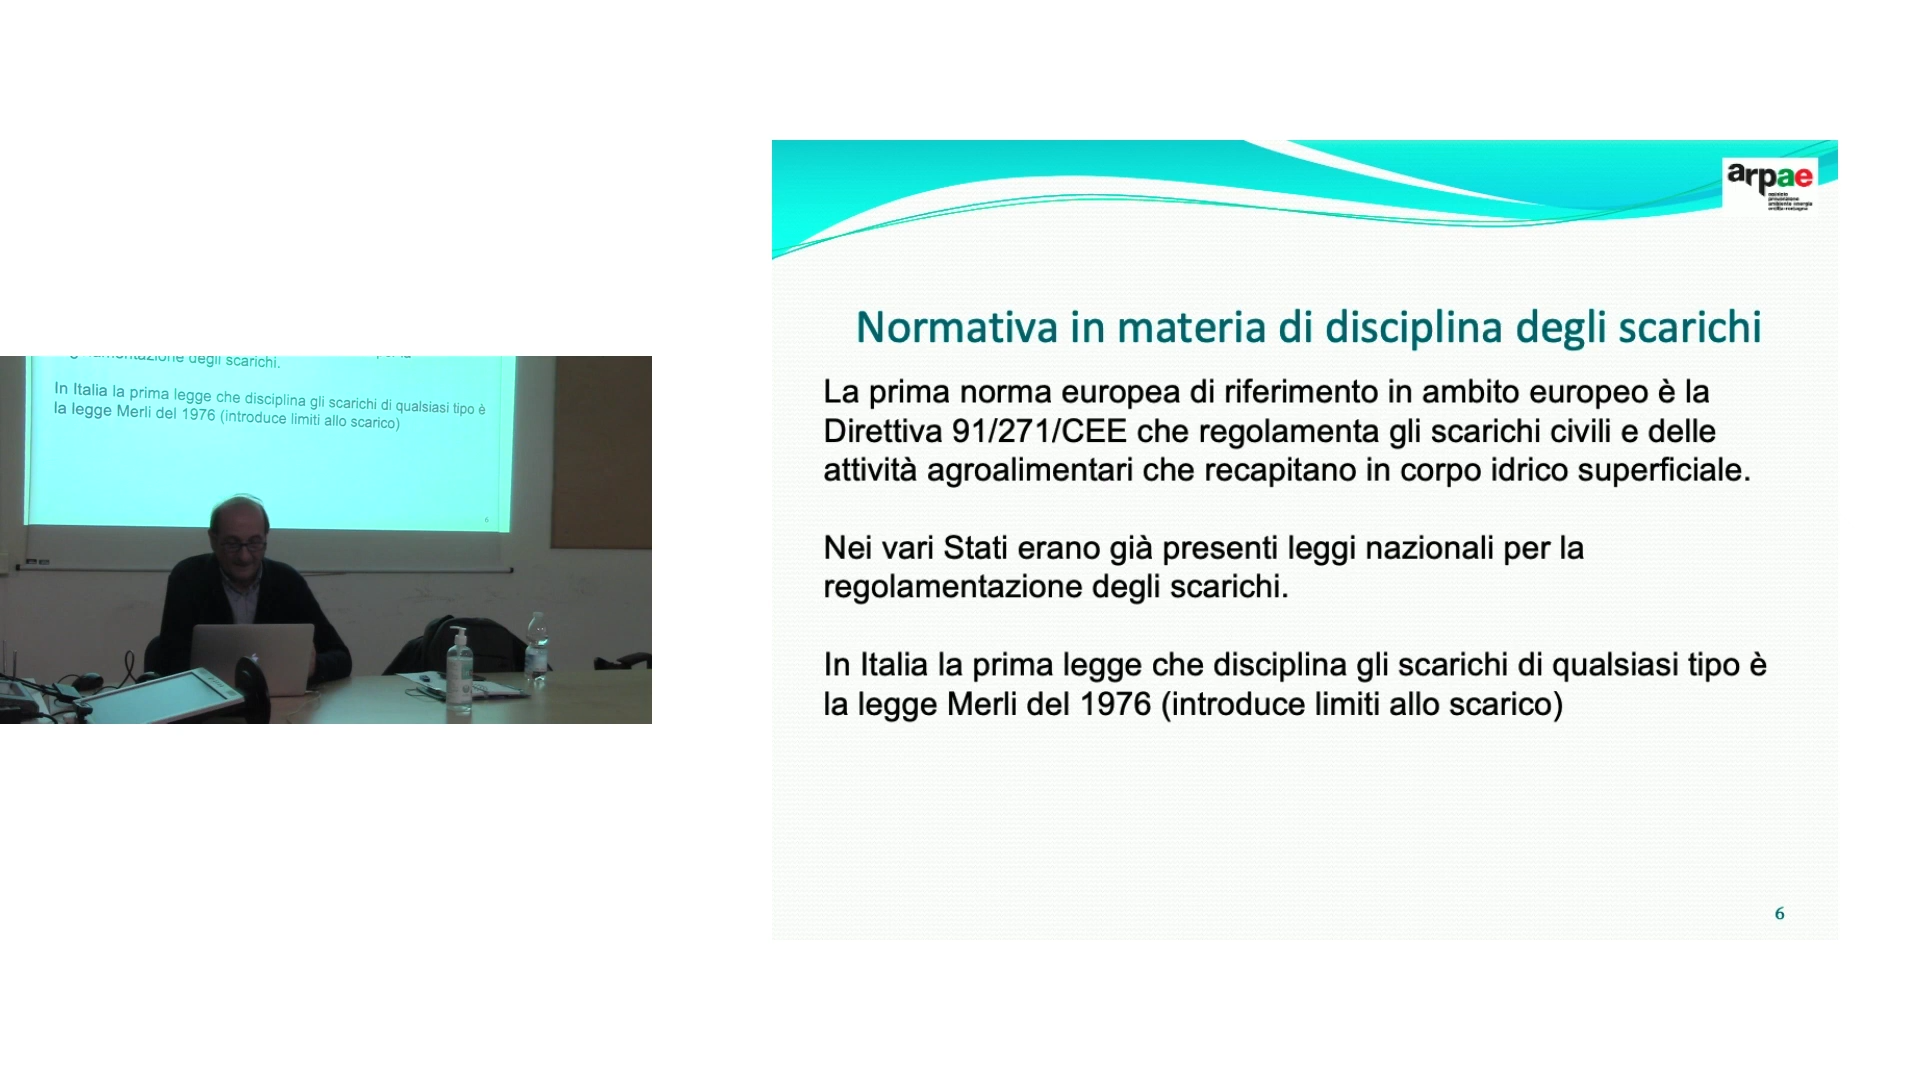 arpae
Normativa in materia di disciplina degli scarichi
La prima norma europea di riferimento in ambito europeo è la
Direttiva 91/271/CEE che regolamenta gli scarichi civili e delle
attività agroalimentari che recapitano in corpo idrico superficiale.
Nei vari Stati erano già presenti leggi nazionali per la
regolamentazione degli scarichi.
In Italia la prima legge che disciplina gli scarichi di qualsiasi tipo è
la legge Merli del 1976 (introduce limiti allo scarico)
6
degli scarichi.
In Italia la prima legge che disciplina gli scarichi di qualsiasi tipo è
la legge Merli del 1976 (introduce limiti allo scarico)
6